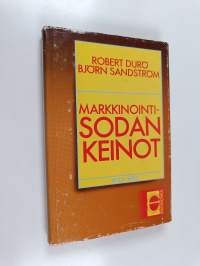 ROBERT DURÖ
BJÖRN SANDSTRÖM
MARKKINOINTI-
SODAN
KEINOT